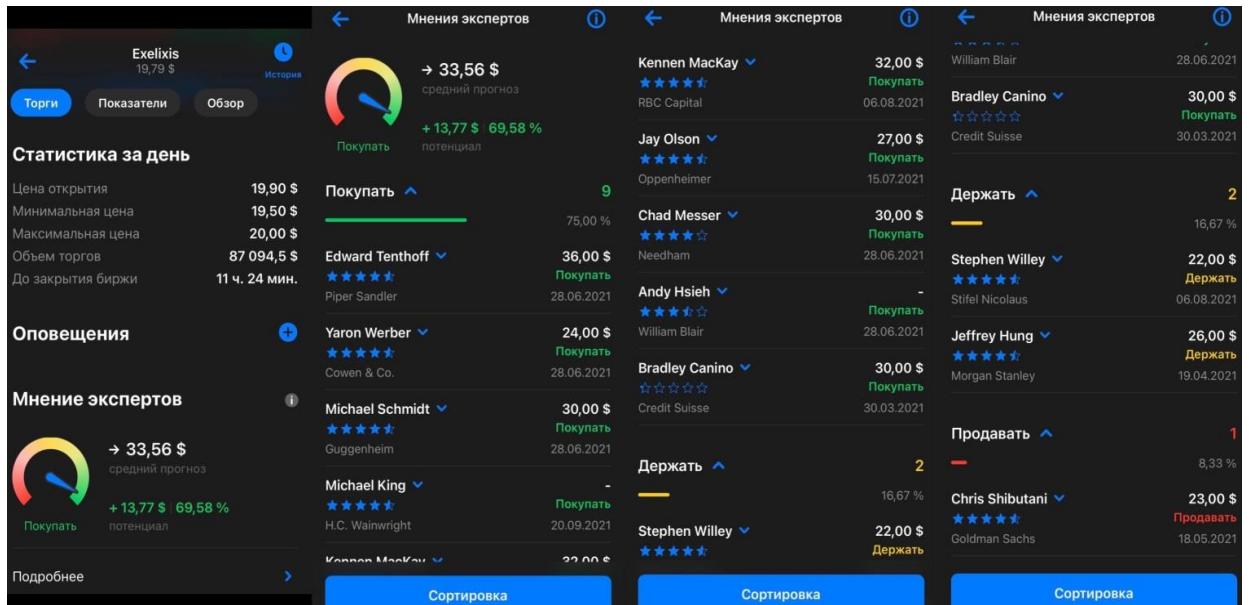 Exelixis
19,79 $
История
Торги Показатели Обзор
Статистика за день
Цена открытия 19,90 $
Минимальная цена 19,50 $
Максимальная цена 20,00 $
Объем торгов 87 094,5 $
До закрытия биржи 11 ч. 24 мин.
Оповещения
Мнение экспертов
→ 33,56 $
средний прогноз
+ 13,77 $ | 69,58 %
Покупать потенциал
Подробнее
Мнения экспертов
→ 33,56 $
средний прогноз
+ 13,77 $ | 69,58 %
Покупать потенциал
Покупать 9
75,00 %
Edward Tenthoff 36,00 $
Покупать
Piper Sandler 28.06.2021
Yaron Werber 24,00 $
Покупать
Cowen & Co. 28.06.2021
Michael Schmidt 30,00 $
Покупать
Guggenheim 28.06.2021
Michael King -
Покупать
H.C. Wainwright 20.09.2021
Kennen MacKay 32,00 $
Сортировка
Мнения экспертов
Kennen MacKay 32,00 $
Покупать
RBC Capital 06.08.2021
Jay Olson 27,00 $
Покупать
Oppenheimer 15.07.2021
Chad Messer 30,00 $
Покупать
Needham 28.06.2021
Andy Hsieh -
Покупать
William Blair 28.06.2021
Bradley Canino 30,00 $
Покупать
Credit Suisse 30.03.2021
Держать 2
16,67 %
Stephen Willey 22,00 $
Держать
Сортировка
Мнения экспертов
William Blair 28.06.2021
Bradley Canino 30,00 $
Покупать
Credit Suisse 30.03.2021
Держать 2
16,67 %
Stephen Willey 22,00 $
Держать
Stifel Nicolaus 06.08.2021
Jeffrey Hung 26,00 $
Держать
Morgan Stanley 19.04.2021
Продавать 1
8,33 %
Chris Shibutani 23,00 $
Продавать
Goldman Sachs 18.05.2021
Сортировка